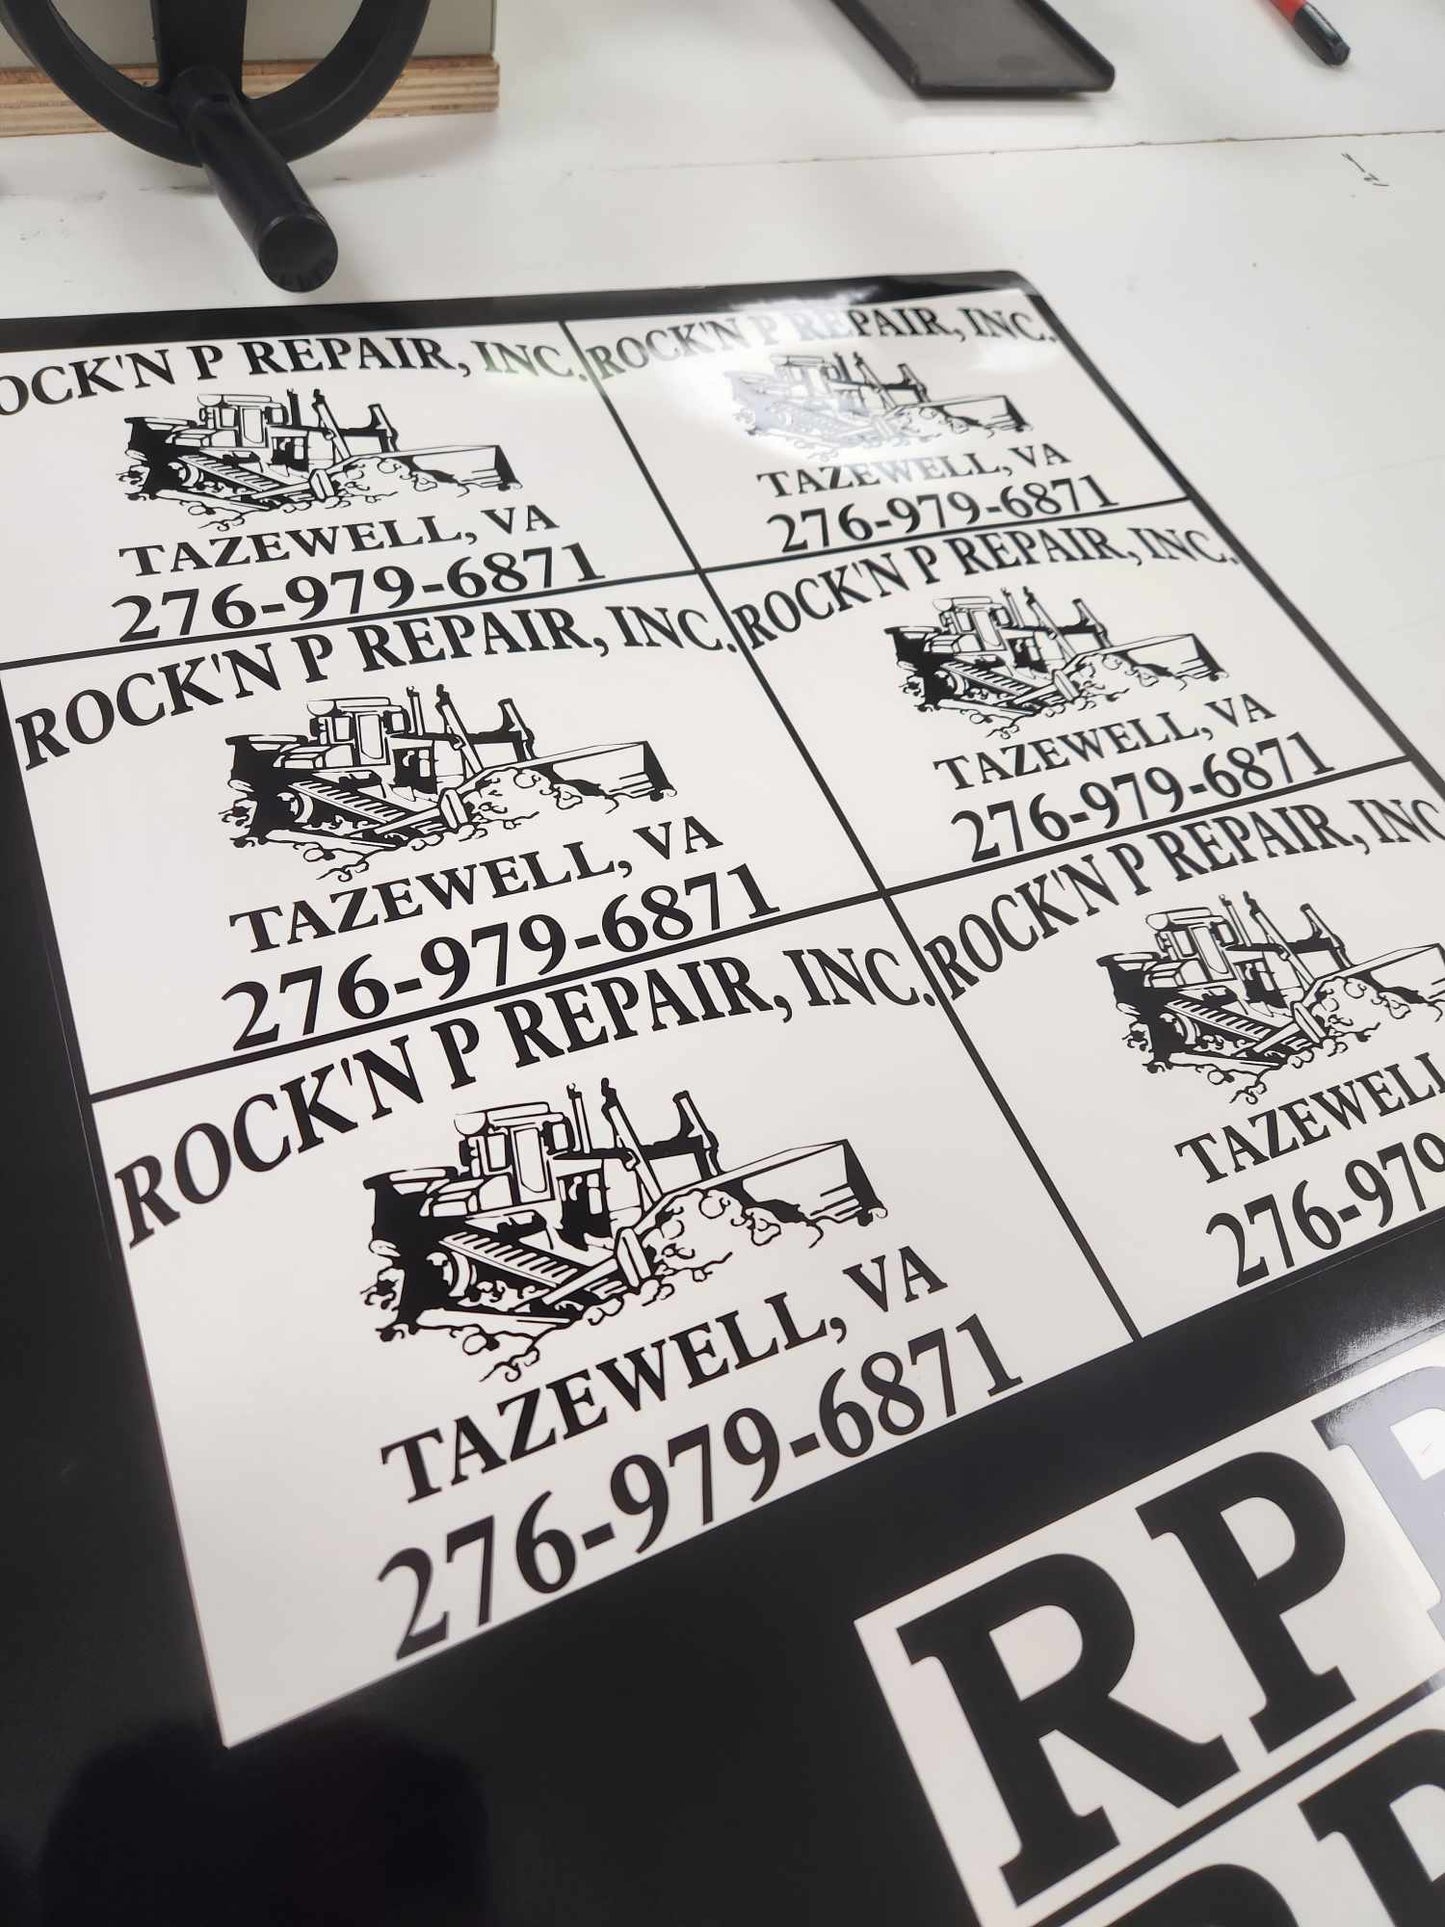 OCK'N P REPAIR, INC.
TAZEWELL, VA
276-979-6871
ROCK'N P REPAIR, INC.
TAZEWELL, VA
276-979-6871
ROCK'N P REPAIR, INC.
TAZEWELL, VA
276-979-6871
ROCK'N P REPAIR, INC.
TAZEWELL, VA
276-979-6871
ROCK'N P REPAIR, INC.
TAZEWELL, VA
276-979-6871
ROCK'N P REPAIR, INC
TAZEWELL
276-979
RP